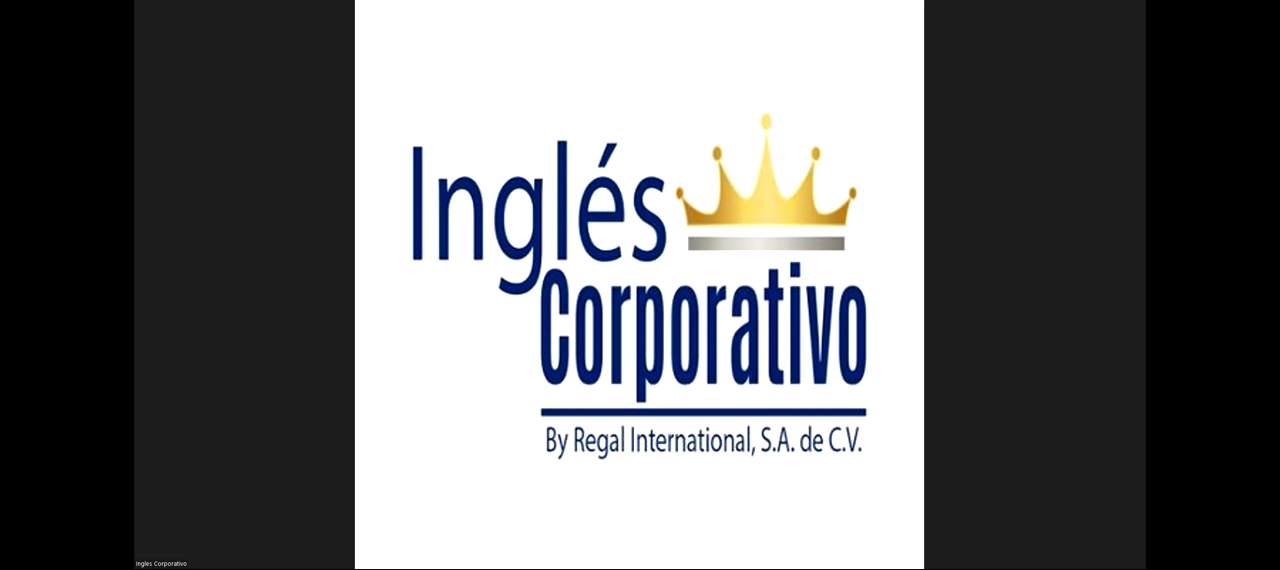 Inglés
Corporativo
By Regal International, S.A. de C.V.
Ingles Corporativo